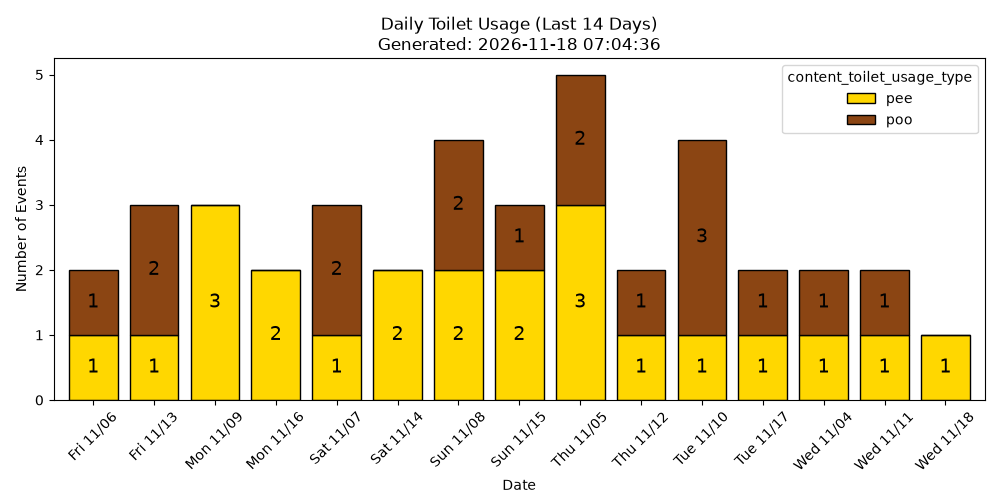 Daily Toilet Usage (Last 14 Days)
Generated: 2026-11-18 07:04:36
content_toilet_usage_type
pee
poo
Number of Events
5
4
3
2
1
0
1 2 2 2 2 1 2 1 3 1 1 1
1 1 3 2 1 2 2 2 3 1 1 1 1 1 1
Fri 11/06 Fri 11/13 Mon 11/09 Mon 11/16 Sat 11/07 Sat 11/14 Sun 11/08 Sun 11/15 Thu 11/05 Thu 11/12 Tue 11/10 Tue 11/17 Wed 11/04 Wed 11/11 Wed 11/18
Date